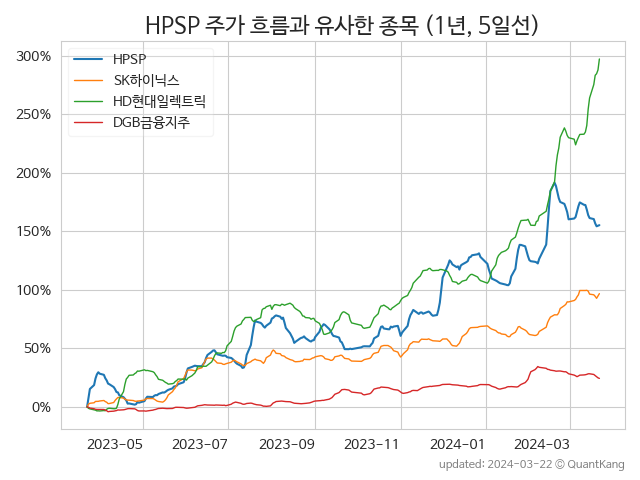 HPSP 주가 흐름과 유사한 종목 (1년, 5일선)
HPSP
SK하이닉스
HD현대일렉트릭
DGB금융지주
300%
250%
200%
150%
100%
50%
0%
2023-05
2023-07
2023-09
2023-11
2024-01
2024-03
updated: 2024-03-22 © QuantKang